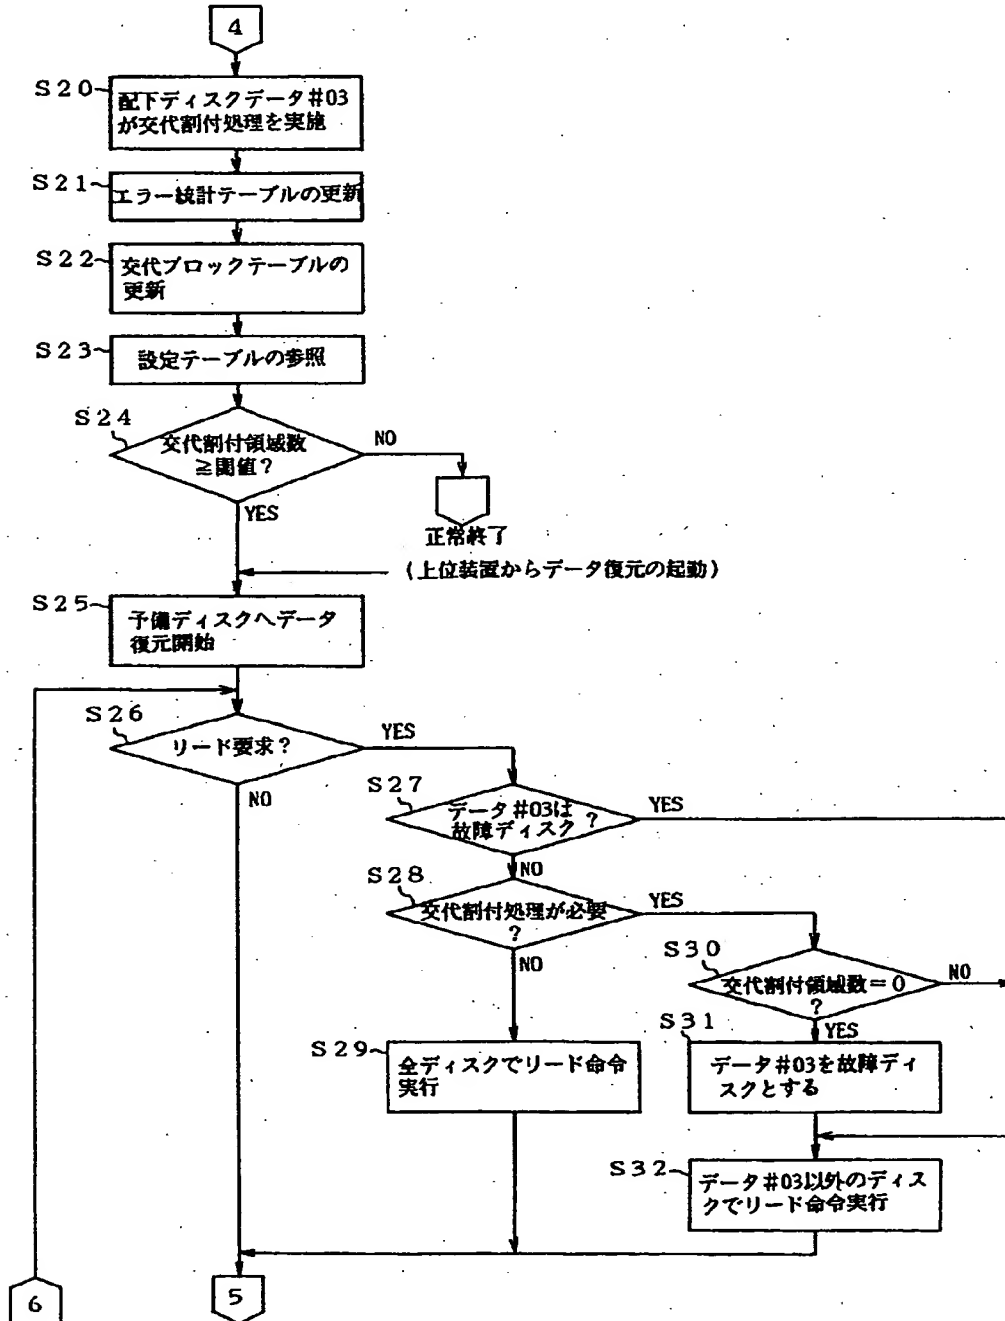 4
S20
配下ディスクデータ#03
が交代割付処理を実施
S21
エラー統計テーブルの更新
S22
交代ブロックテーブルの
更新
S23
設定テーブルの参照
S24
交代割付領域数
≧閾値?
NO
YES
正常終了
(上位装置からデータ復元の起動)
S25
予備ディスクへデータ
復元開始
S26
リード要求?
YES
NO
S27
データ#03は
故障ディスク
?
YES
NO
S28
交代割付処理が必要
?
YES
NO
S30
交代割付領域数=0
?
NO
YES
S29
全ディスクでリード命令
実行
S31
データ#03を故障ディ
スクとする
S32
データ#03以外のディス
クでリード命令実行
6
5